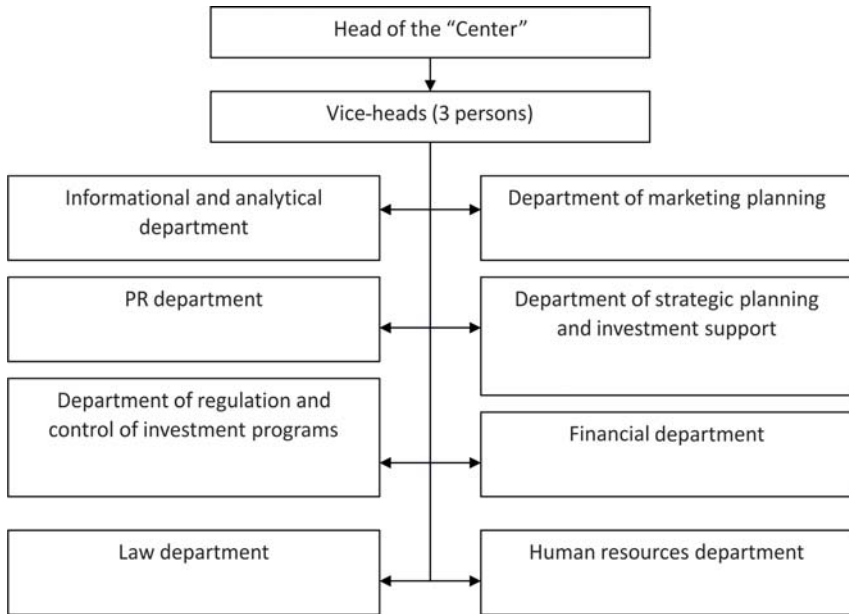 Head of the “Center”
Vice-heads (3 persons)
Informational and analytical
department
Department of marketing planning
PR department
Department of strategic planning
and investment support
Department of regulation and
control of investment programs
Financial department
Law department
Human resources department